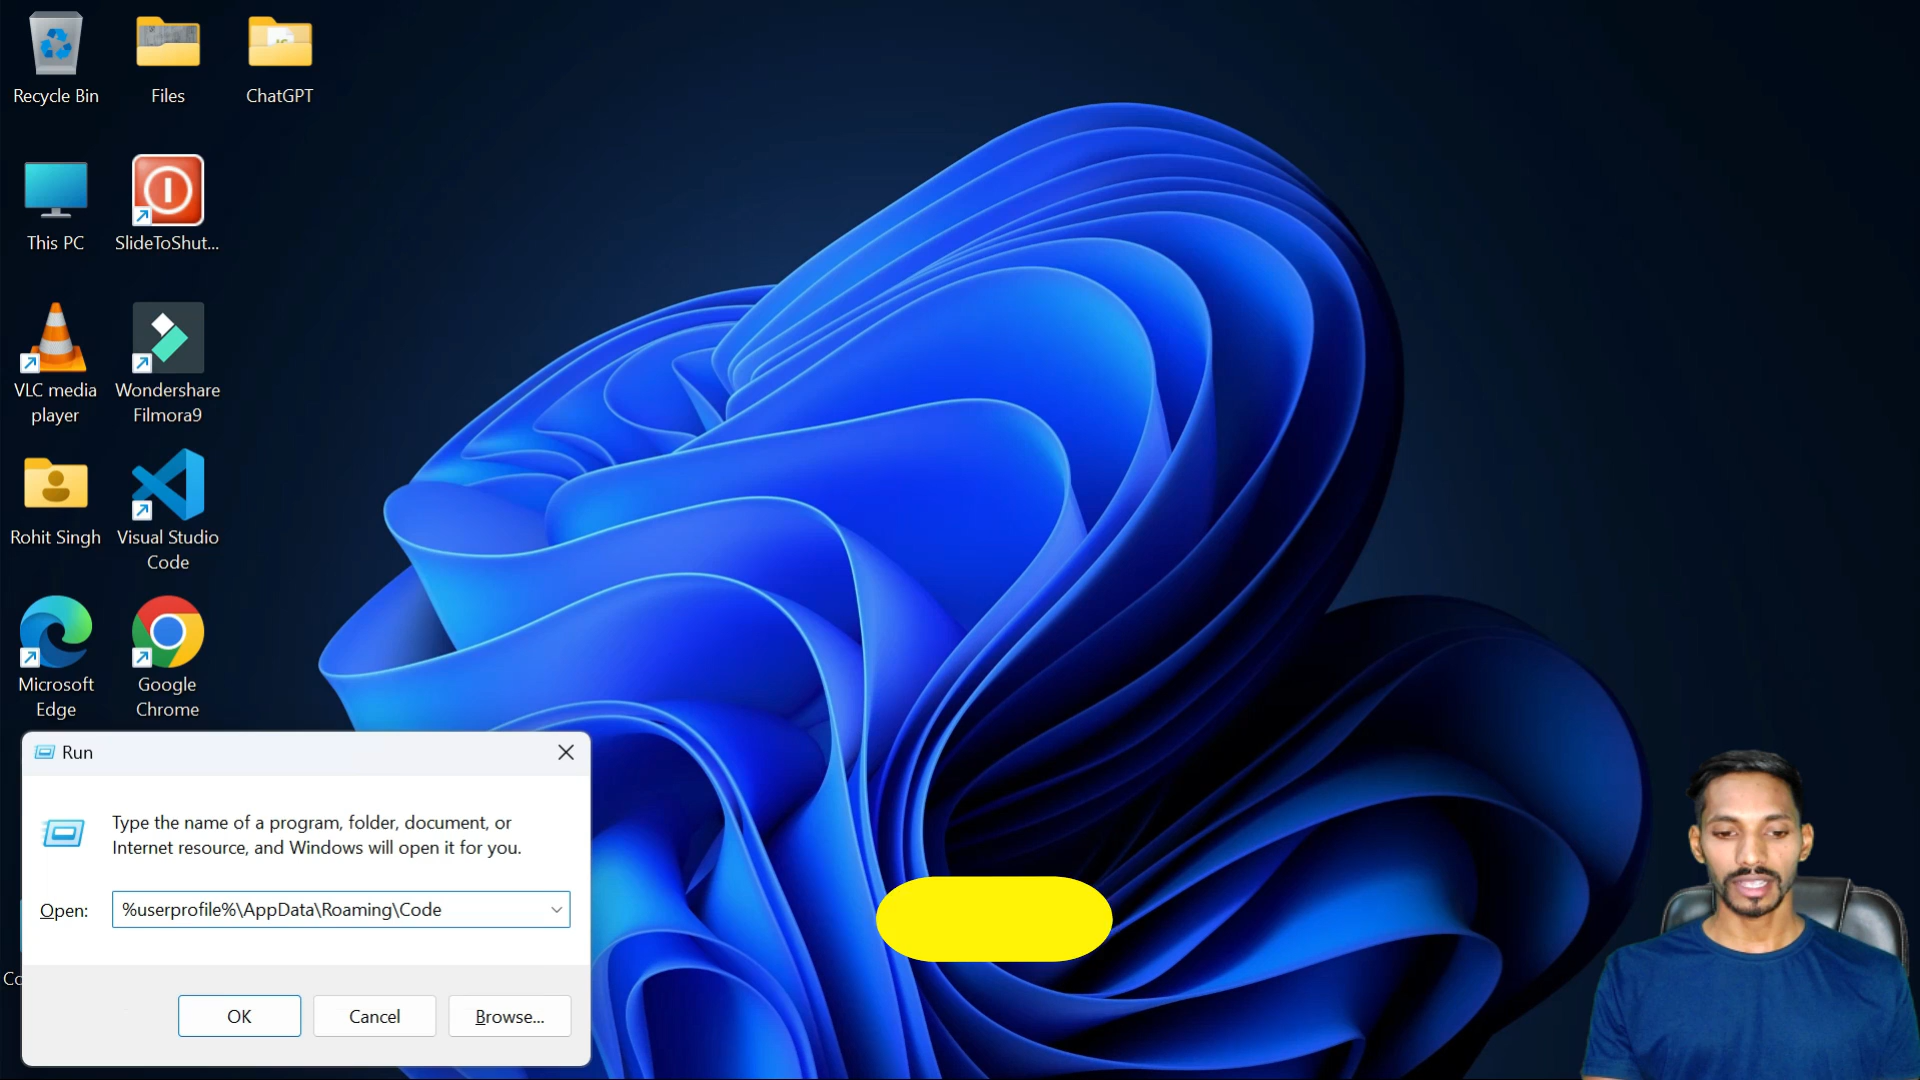 Recycle Bin
Files
ChatGPT
This PC
SlideToShut...
VLC media
player
Wondershare
Filmora9
Rohit Singh
Visual Studio
Code
Microsoft
Edge
Google
Chrome
Run
Type the name of a program, folder, document, or
Internet resource, and Windows will open it for you.
Open:
%userprofile%\AppData\Roaming\Code
OK
Cancel
Browse...